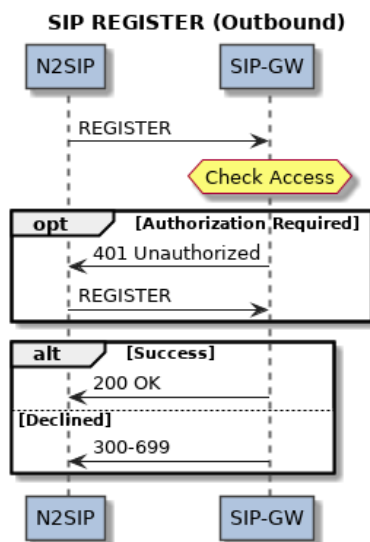 SIP REGISTER (Outbound)
N2SIP SIP-GW
REGISTER
Check Access
opt [Authorization Required]
401 Unauthorized
REGISTER
alt [Success]
200 OK
[Declined]
300-699
N2SIP SIP-GW